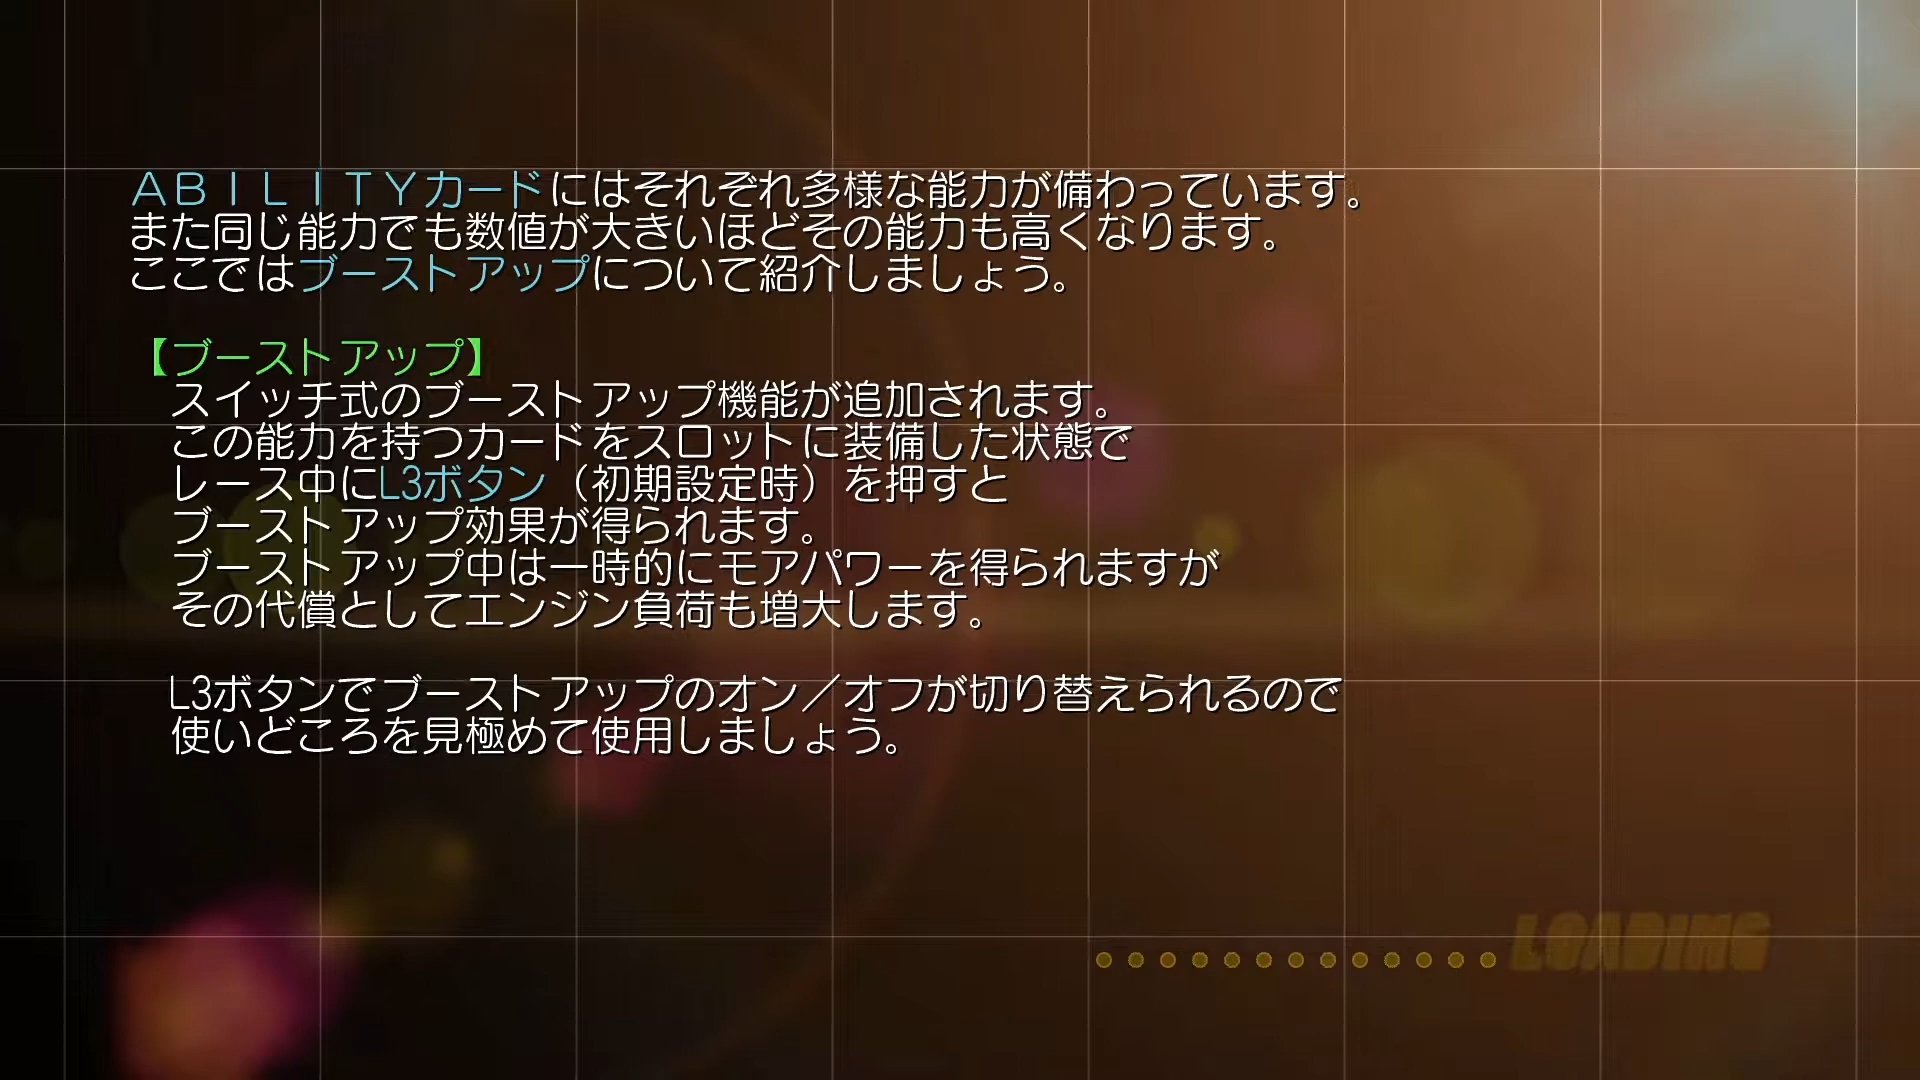 ＡＢＩＬＩＴＹカードにはそれぞれ多様な能力が備わっています。
また同じ能力でも数値が大きいほどその能力も高くなります。
ここではブーストアップについて紹介しましょう。
【ブーストアップ】
スイッチ式のブーストアップ機能が追加されます。
この能力を持つカードをスロットに装備した状態で
レース中にL3ボタン（初期設定時）を押すと
ブーストアップ効果が得られます。
ブーストアップ中は一時的にモアパワーを得られますが
その代償としてエンジン負荷も増大します。
L3ボタンでブーストアップのオン／オフが切り替えられるので
使いどころを見極めて使用しましょう。
LOADING